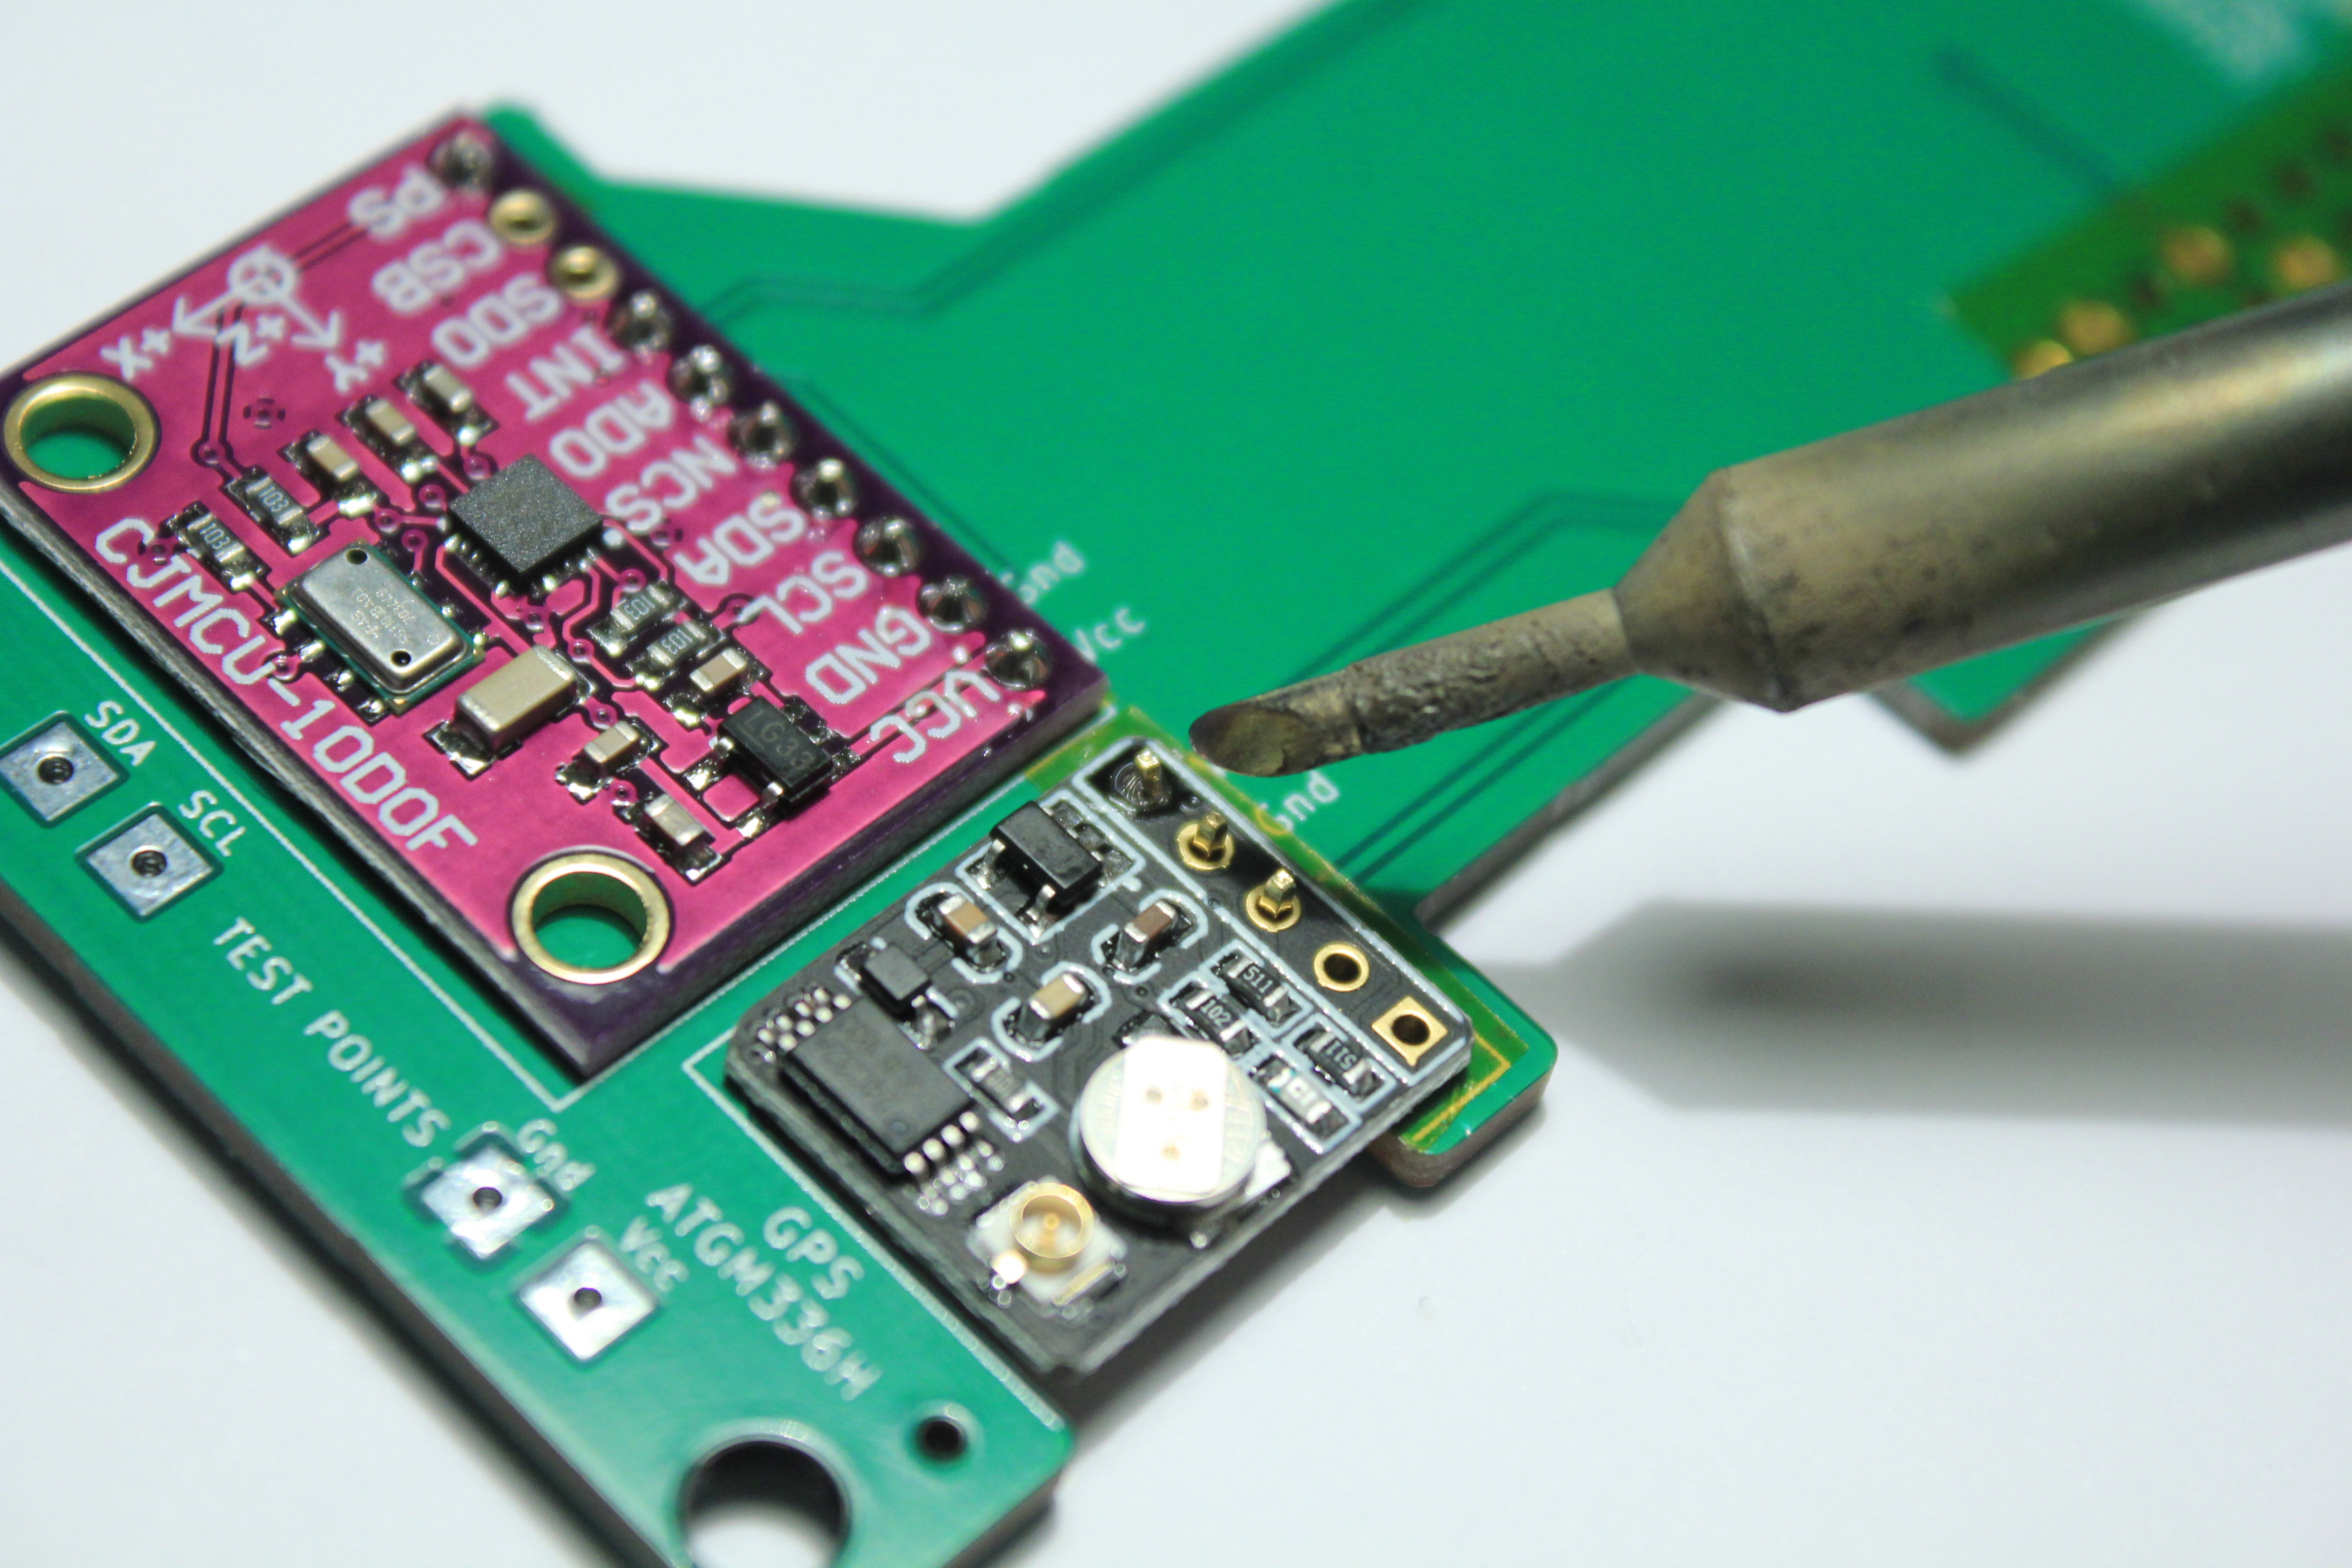 PS
CSB
SDO
INT
ADO
NCS
SDA
SCL
GND
VCC
+X
+Z
+Y
103
103
103
103
LG33
CJMCU-10DOF
Gnd
Vcc
Gnd
SDA
SCL
TEST POINTS
Gnd
Vcc
GPS
ATGM336H
511
102
511